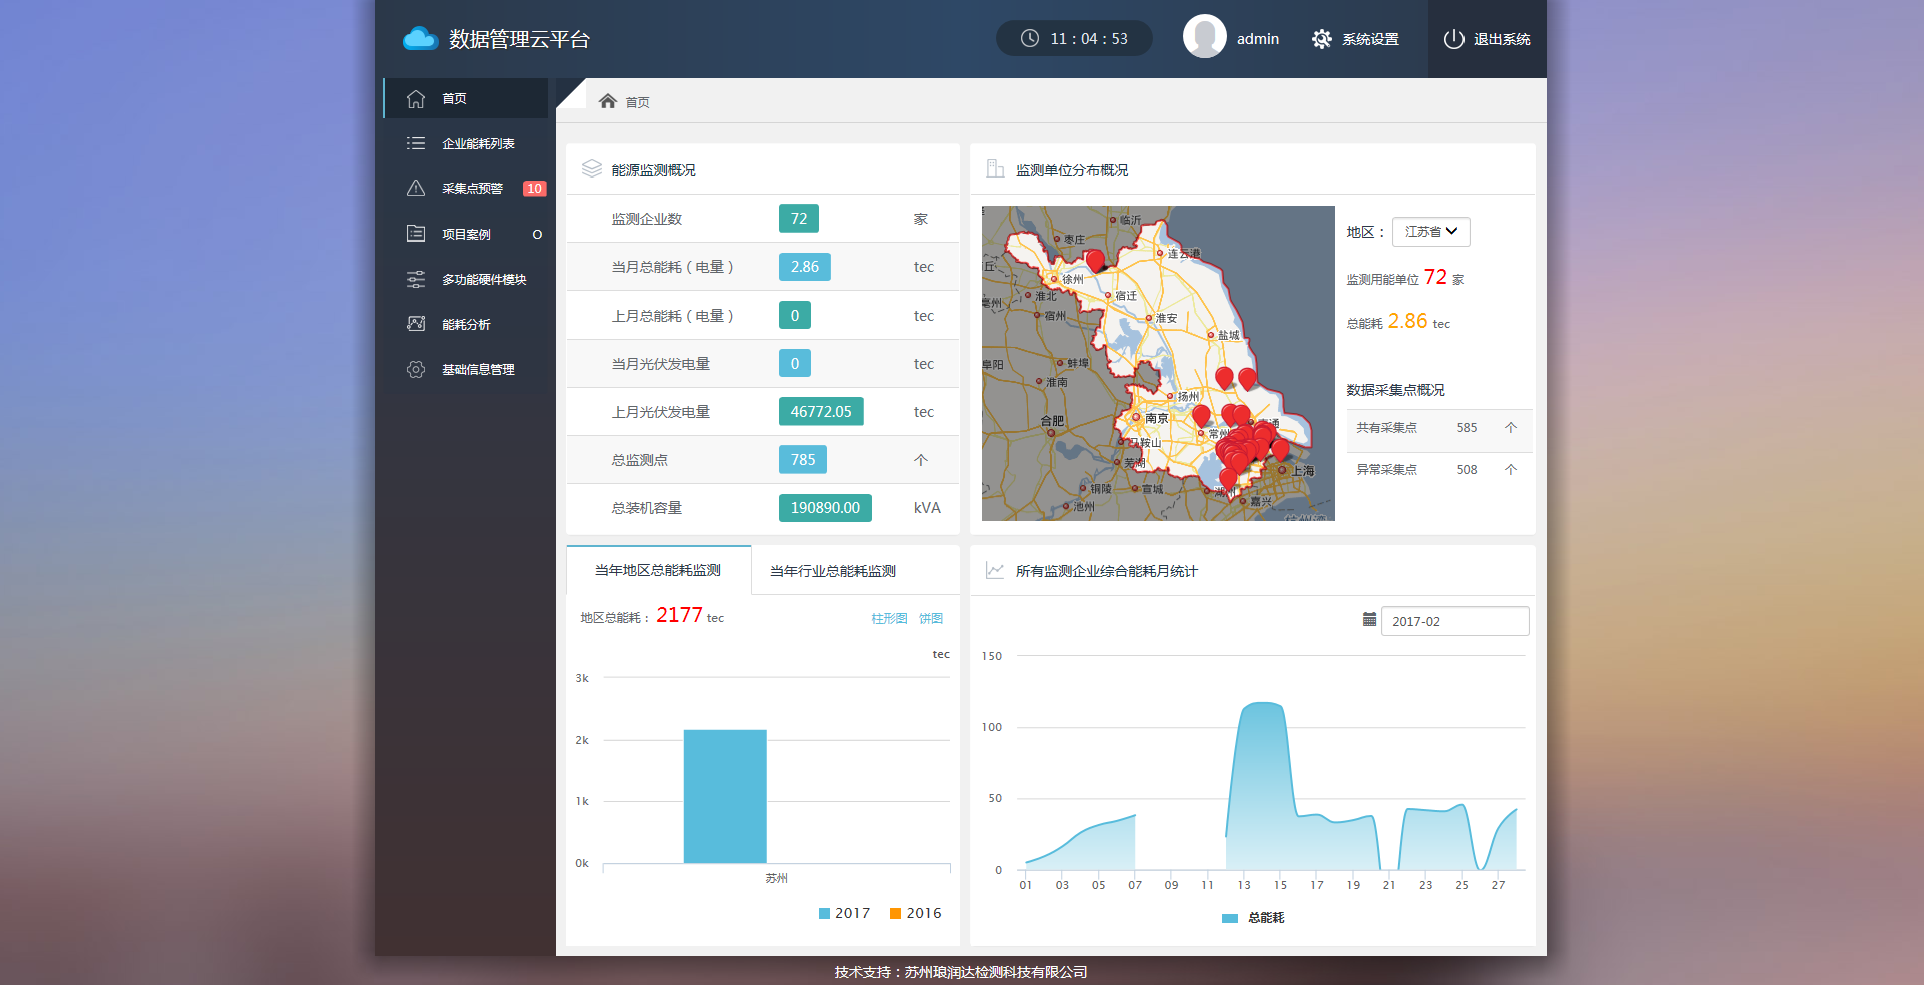 数据管理云平台
11 : 04 : 53
admin
系统设置
退出系统
首页
企业能耗列表
采集点预警 10
项目案例
多功能硬件模块
能耗分析
基础信息管理
首页
能源监测概况
监测企业数 72 家
当月总能耗（电量） 2.86 tec
上月总能耗（电量） 0 tec
当月光伏发电量 0 tec
上月光伏发电量 46772.05 tec
总监测点 785 个
总装机容量 190890.00 kVA
监测单位分布概况
临沂
枣庄
连云港
丘
徐州
亳州
淮北
宿迁
宿州
淮安
盐城
阜阳
蚌埠
淮南
扬州
合肥
南京
南通
常州
马鞍山
芜湖
上海
铜陵
宣城
湖州
嘉兴
池州
杭州湾
地区： 江苏省
监测用能单位 72 家
总能耗 2.86 tec
数据采集点概况
共有采集点 585 个
异常采集点 508 个
当年地区总能耗监测
当年行业总能耗监测
地区总能耗： 2177 tec
柱形图 饼图
tec
3k
2k
1k
0k
苏州
2017 2016
所有监测企业综合能耗月统计
2017-02
150
100
50
0
01 03 05 07 09 11 13 15 17 19 21 23 25 27
总能耗
技术支持：苏州琅润达检测科技有限公司